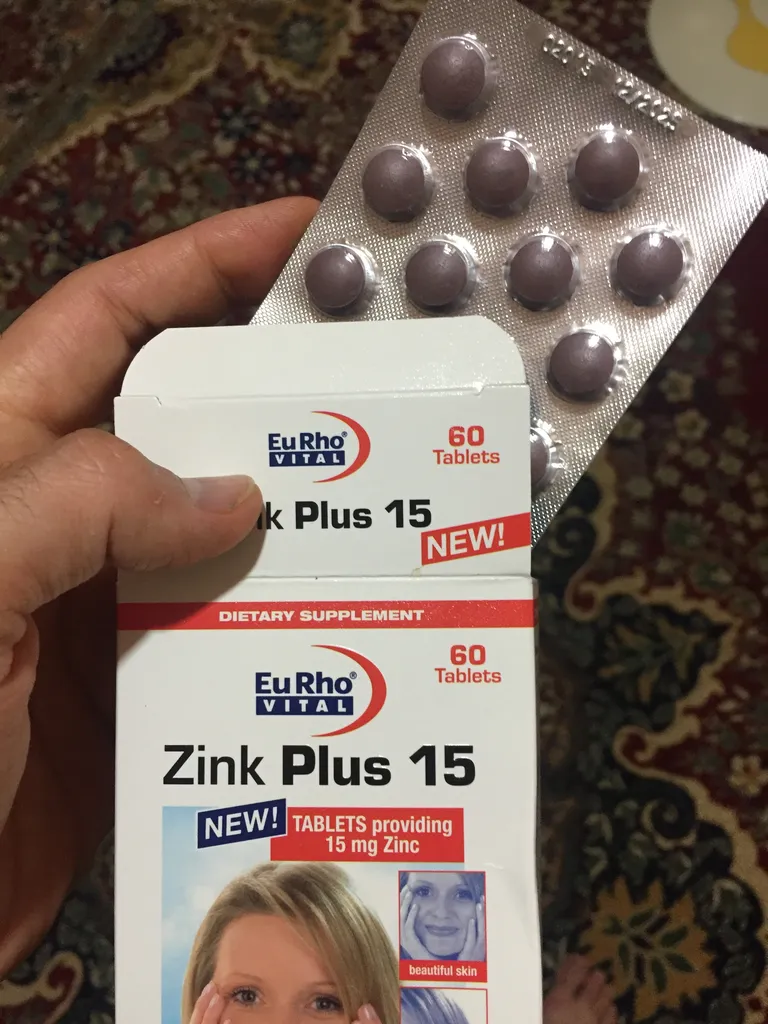 EuRho®
VITAL
60
Tablets
k Plus 15
NEW!
DIETARY SUPPLEMENT
EuRho®
VITAL
60
Tablets
Zink Plus 15
NEW!
TABLETS providing
15 mg Zinc
beautiful skin